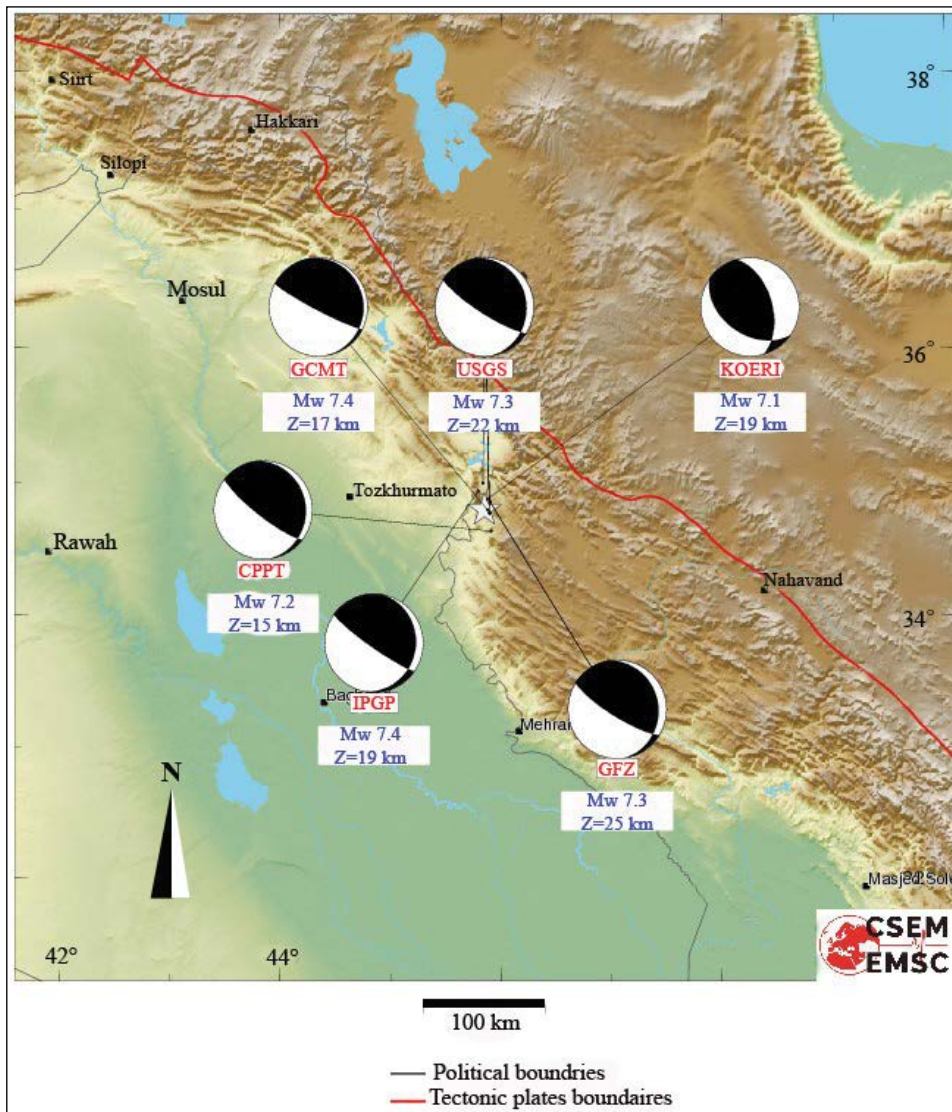 38°
Siirt
Hakkari
Silopi
Mosul
36°
GCMT
USGS
KOERI
Mw 7.4
Z=17 km
Mw 7.3
Z=22 km
Mw 7.1
Z=19 km
Tozkhurmato
Rawah
CPPT
Nahavand
Mw 7.2
Z=15 km
34°
IPGP
Mehran
Mw 7.4
Z=19 km
GFZ
N
Mw 7.3
Z=25 km
CSEM
EMSC
42°
44°
100 km
Political boundries
Tectonic plates boundaires